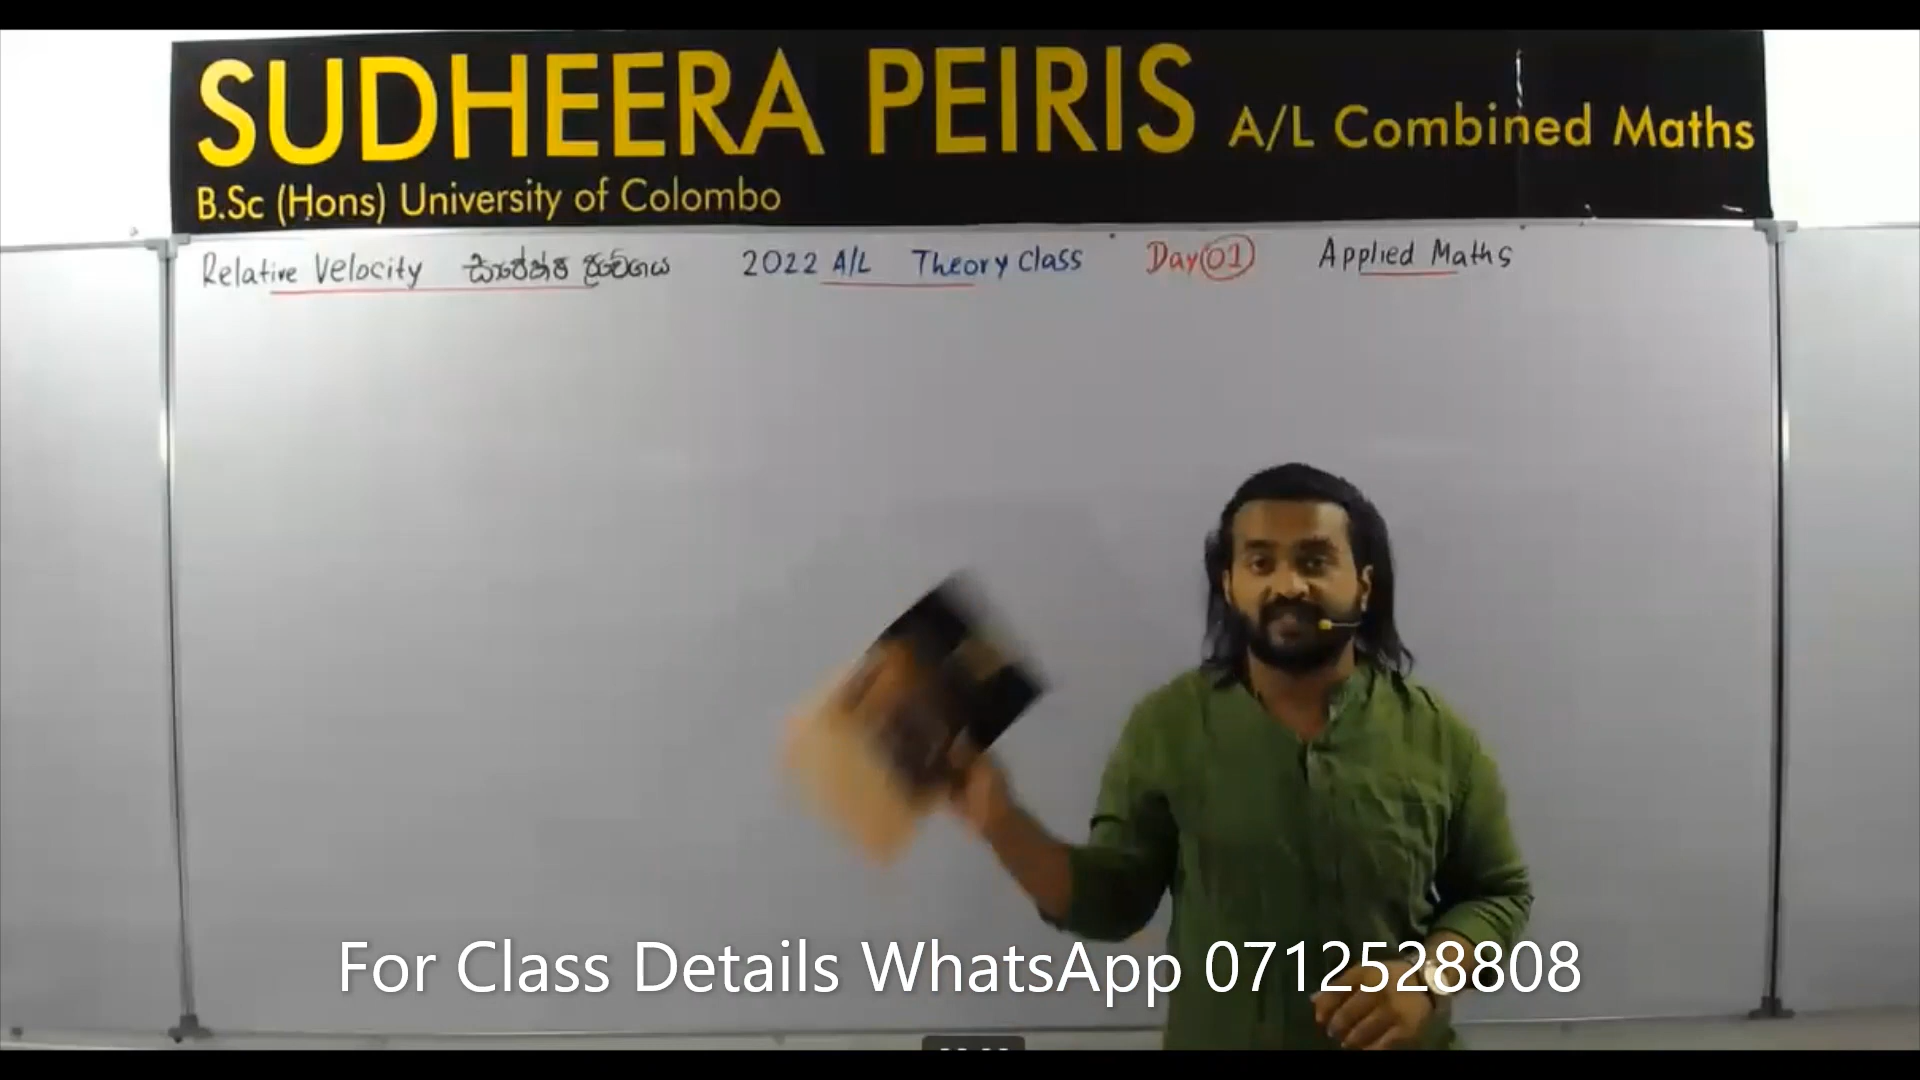 SUDHEERA PEIRIS A/L Combined Maths
B.Sc (Hons) University of Colombo
Relative Velocity සාපේක්ෂ ප්‍රවේගය 2022 A/L Theory Class Day 01 Applied Maths
For Class Details WhatsApp 0712528808